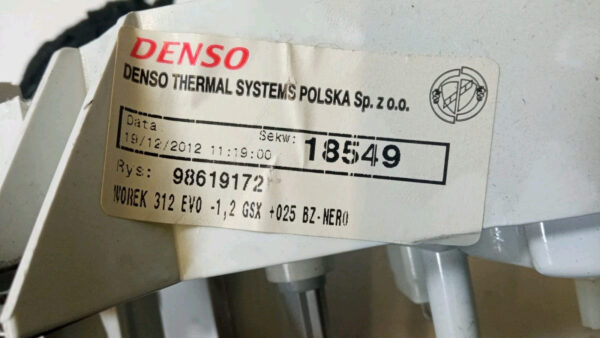 DENSO
DENSO THERMAL SYSTEMS POLSKA Sp. z o.o.
Data
Sekw: 18549
19/12/2012 11:19:00
Rys: 98619172
WOREK 312 EVO -1,2 GSX +025 BZ-NERO